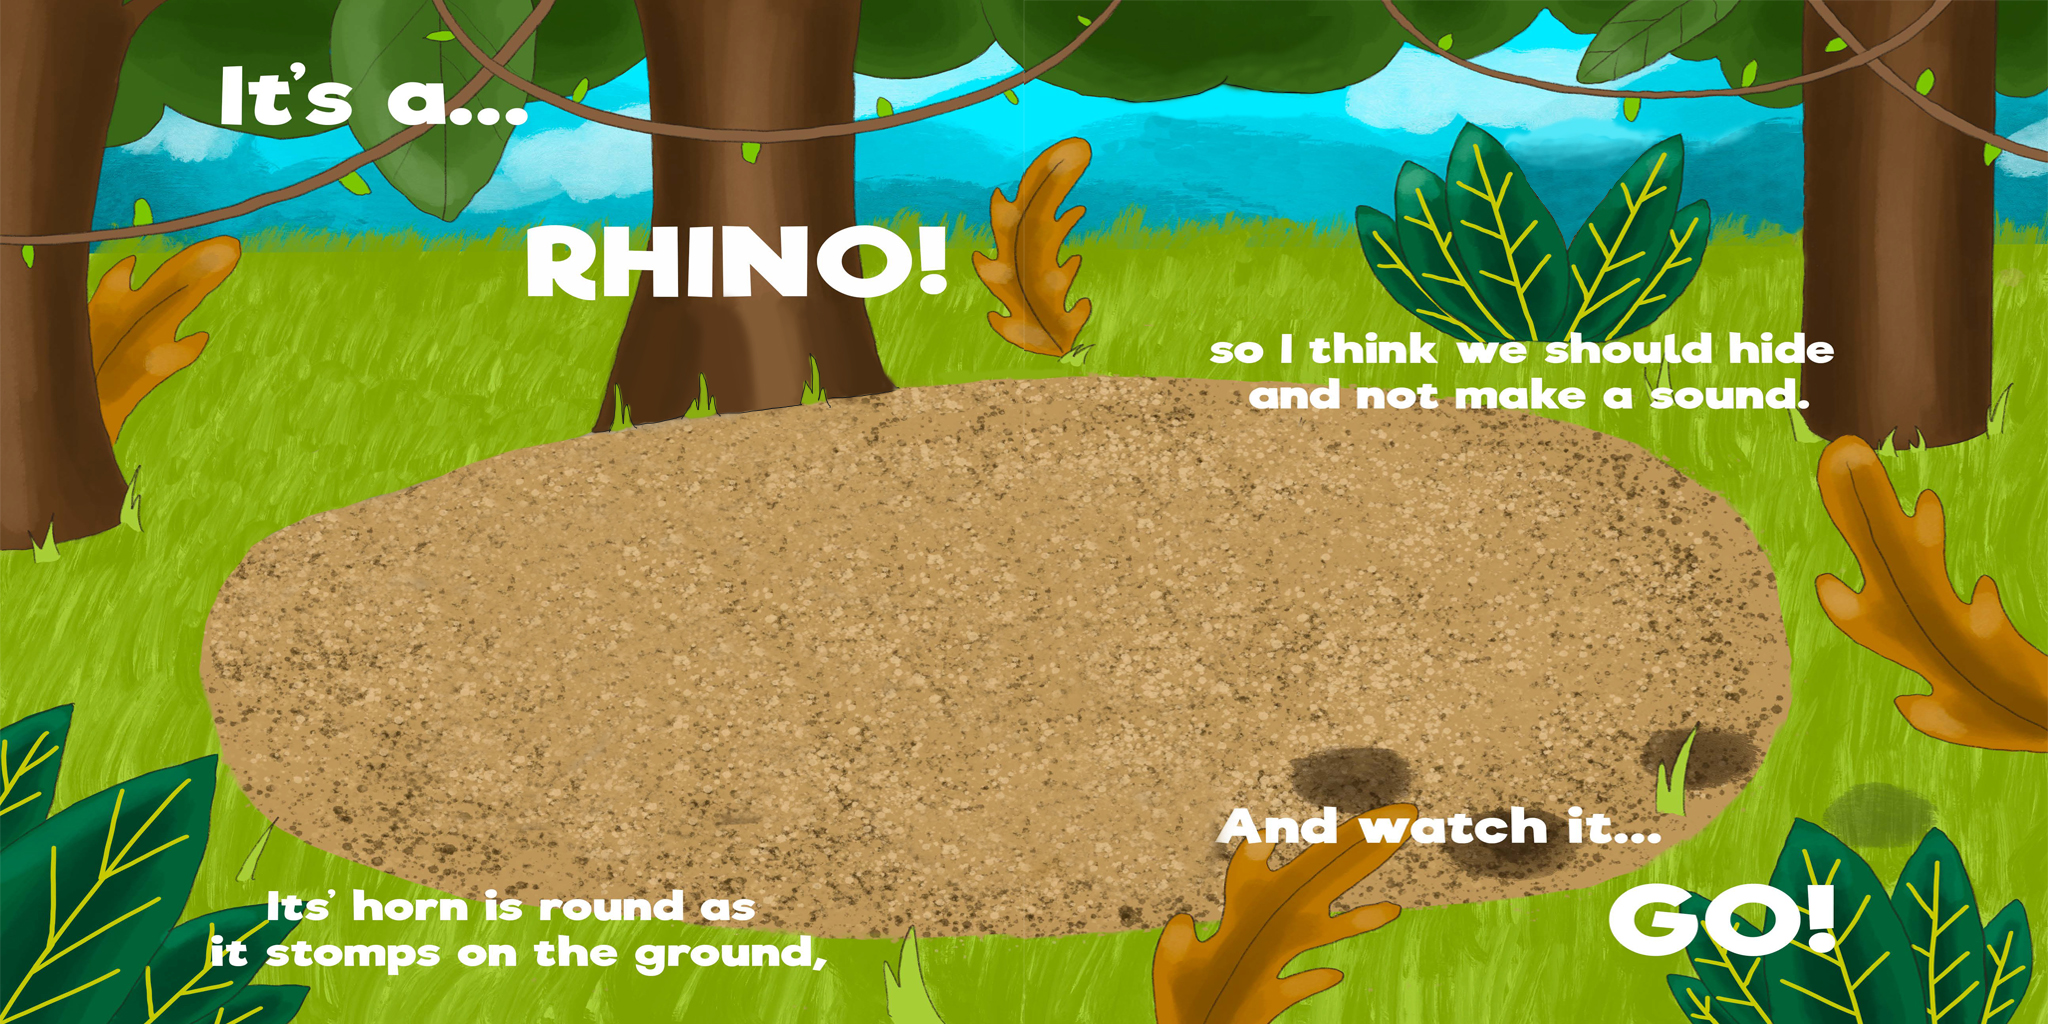 It's a...
RHINO!
Its' horn is round as
it stomps on the ground,
so I think we should hide
and not make a sound.
And watch it...
GO!